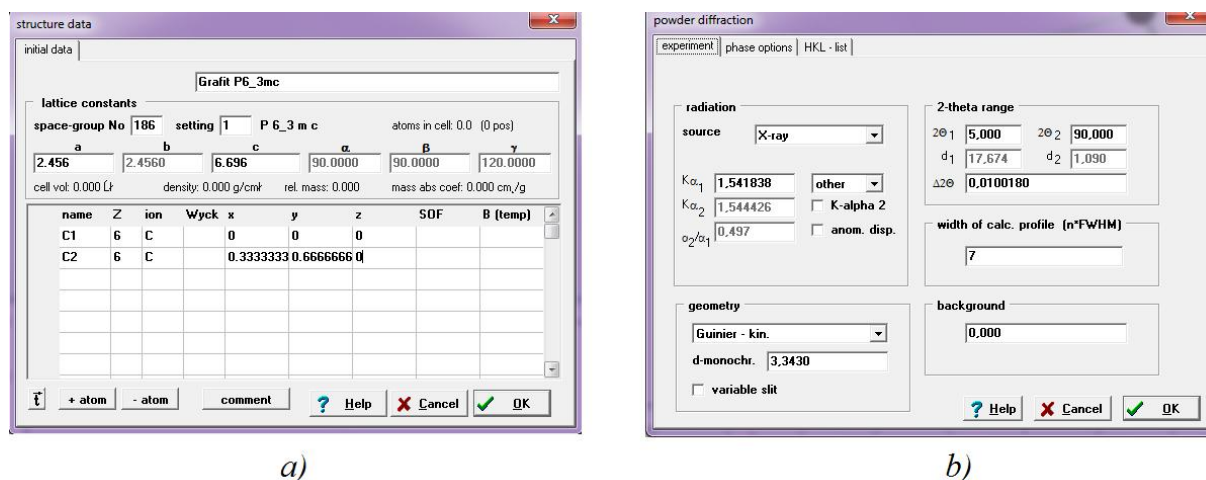 structure data
initial data
Grafit P6_3mc
lattice constants
space-group No 186 setting 1 P 6_3 m c atoms in cell: 0.0 (0 pos)
a b c α β γ
2.456 2.4560 6.696 90.0000 90.0000 120.0000
cell vol: 0.000 density: 0.000 rel. mass: 0.000 mass abs coef: 0.000
name Z ion Wyck x y z SOF B (temp)
C1 6 C 0 0 0
C2 6 C 0.3333333 0.6666666 0
+ atom - atom comment ? Help Cancel OK
a)
powder diffraction
experiment phase options HKL - list
radiation
source X-ray
Kα1 1,541838 other
Kα2 1,544426 K-alpha 2
α2/α1 0,497 anom. disp.
geometry
Guinier - kin.
d-monochr. 3,3430
variable slit
2-theta range
2Θ1 5,000 2Θ2 90,000
d1 17,674 d2 1,090
Δ2Θ 0,0100180
width of calc. profile (n*FWHM)
7
background
0,000
? Help Cancel OK
b)